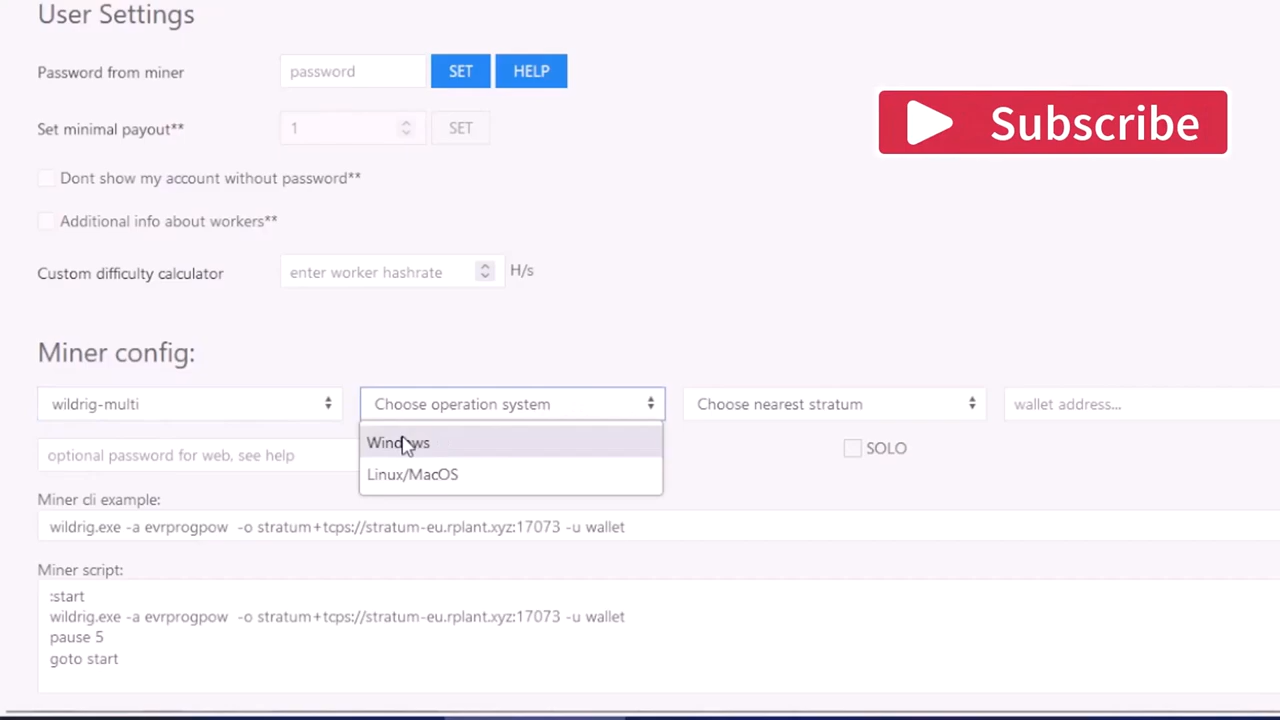 User Settings
Password from miner password SET HELP
Subscribe
Set minimal payout** 1 SET
Dont show my account without password**
Additional info about workers**
Custom difficulty calculator enter worker hashrate H/s
Miner config:
wildrig-multi Choose operation system Choose nearest stratum wallet address...
Windows
optional password for web, see help SOLO
Linux/MacOS
Miner cli example:
wildrig.exe -a evrprogpow -o stratum+tcps://stratum-eu.rplant.xyz:17073 -u wallet
Miner script:
:start
wildrig.exe -a evrprogpow -o stratum+tcps://stratum-eu.rplant.xyz:17073 -u wallet
pause 5
goto start